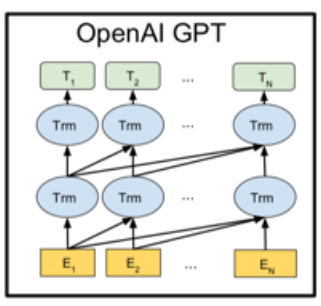 OpenAI GPT
T1 T2 ... TN
Trm Trm ... Trm
Trm Trm ... Trm
E1 E2 ... EN